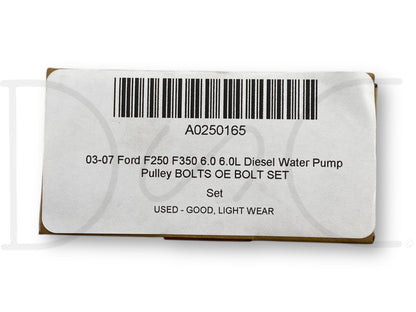 A0250165
03-07 Ford F250 F350 6.0 6.0L Diesel Water Pump
Pulley BOLTS OE BOLT SET
Set
USED - GOOD, LIGHT WEAR